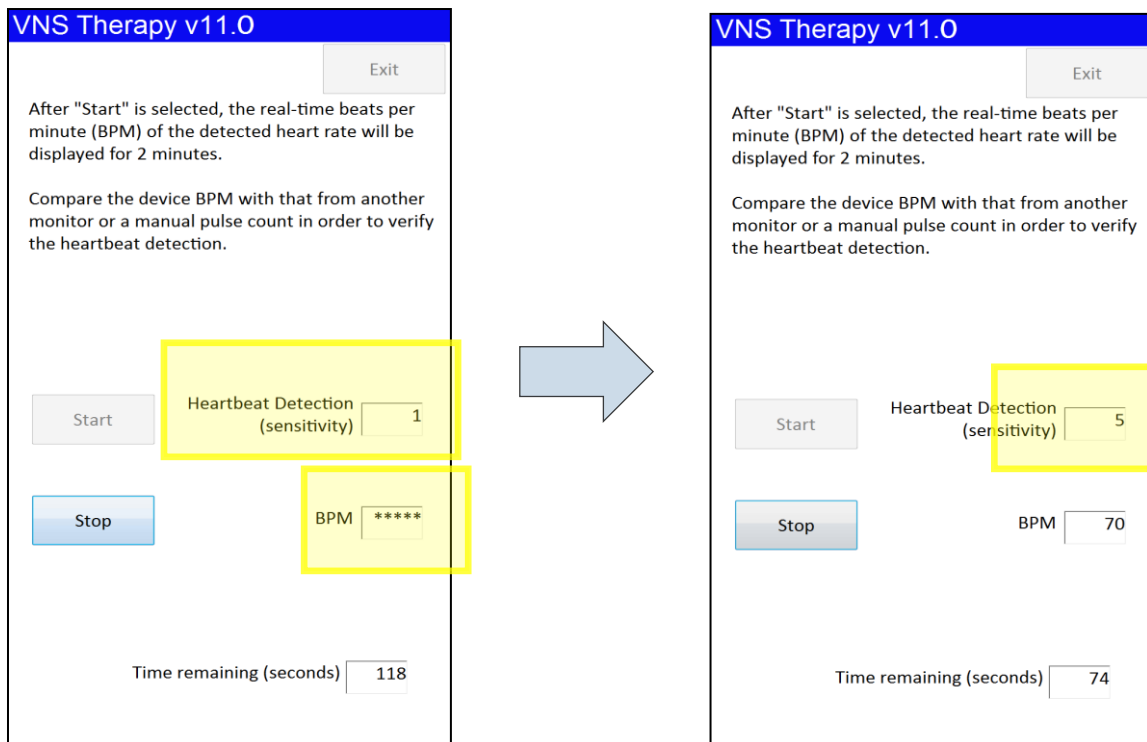 VNS Therapy v11.0
Exit
After "Start" is selected, the real-time beats per
minute (BPM) of the detected heart rate will be
displayed for 2 minutes.
Compare the device BPM with that from another
monitor or a manual pulse count in order to verify
the heartbeat detection.
Start
Heartbeat Detection
(sensitivity)
1
Stop
BPM
*****
Time remaining (seconds)
118
VNS Therapy v11.0
Exit
After "Start" is selected, the real-time beats per
minute (BPM) of the detected heart rate will be
displayed for 2 minutes.
Compare the device BPM with that from another
monitor or a manual pulse count in order to verify
the heartbeat detection.
Start
Heartbeat Detection
(sensitivity)
5
Stop
BPM
70
Time remaining (seconds)
74